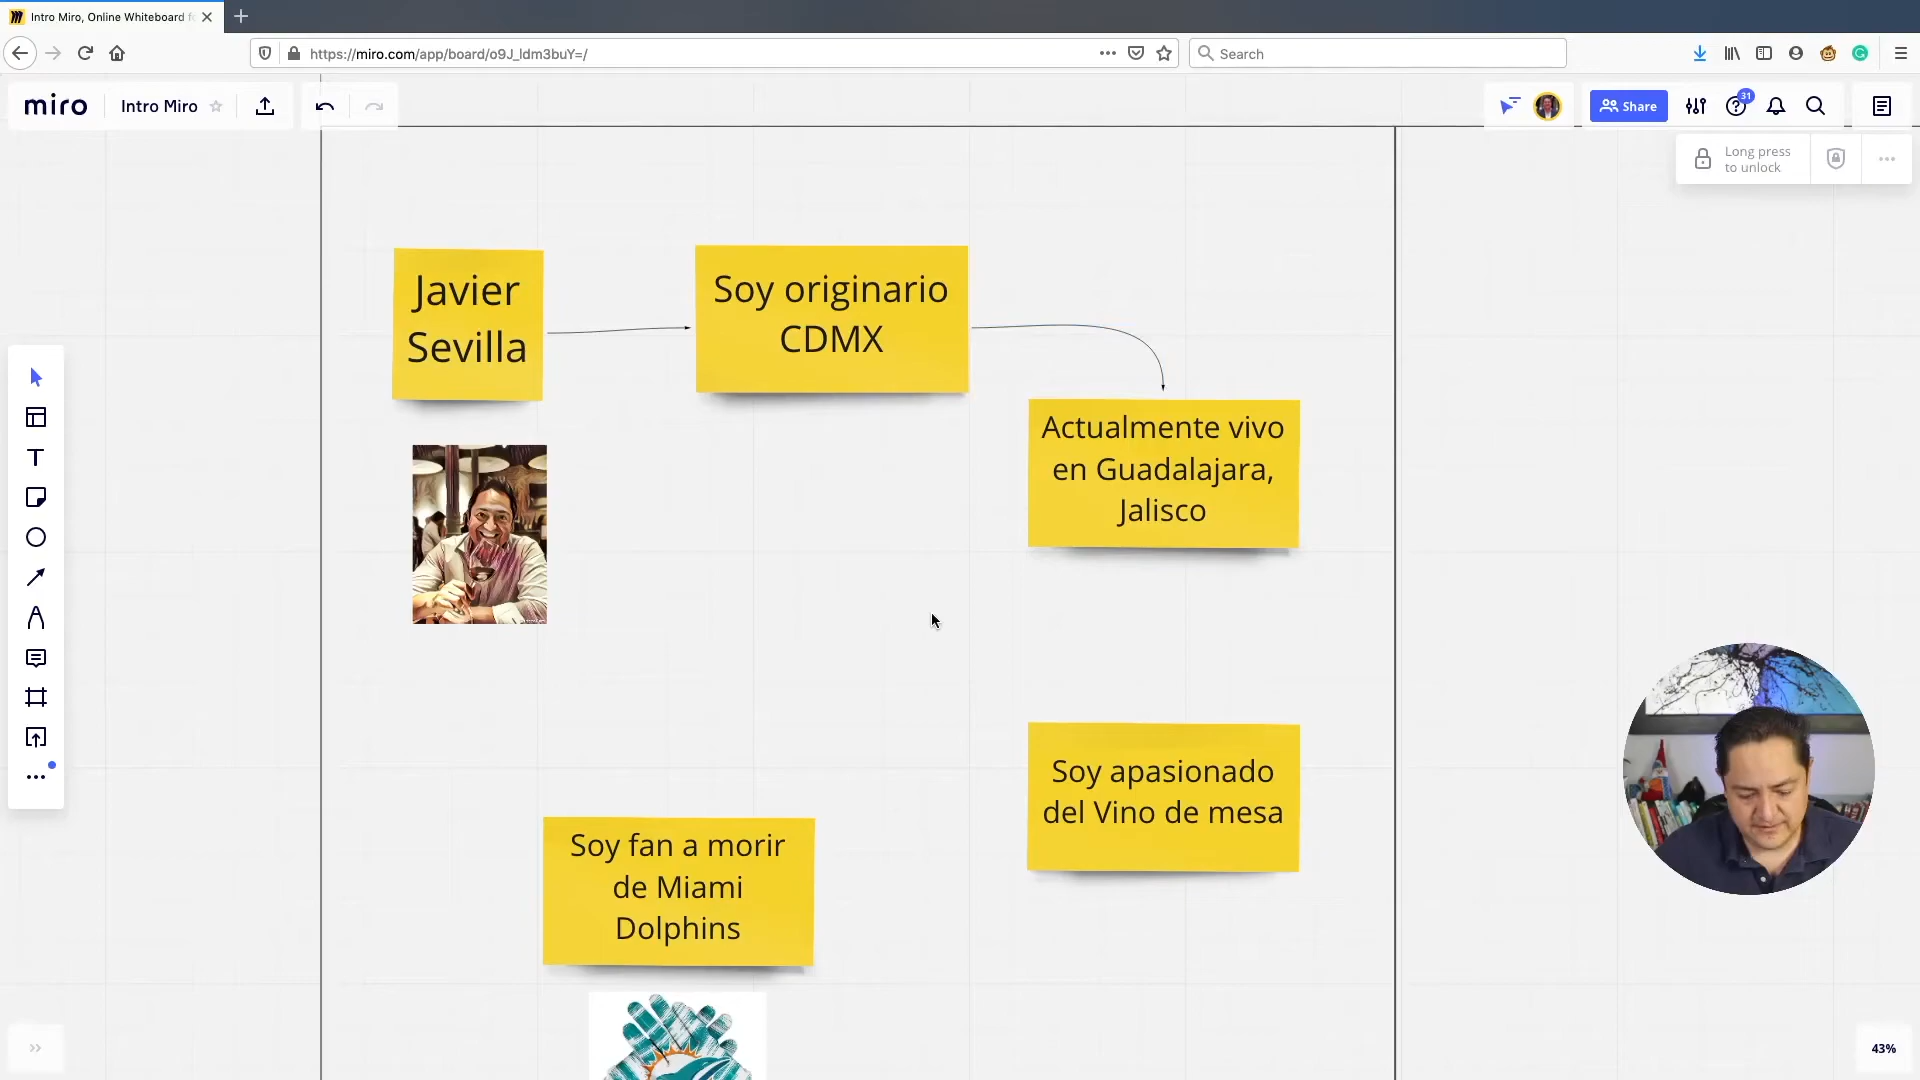 Intro Miro, Online Whiteboard f
https://miro.com/app/board/o9J_ldm3buY=/
Search
miro
Intro Miro
Share
31
Long press
to unlock
Javier
Sevilla
Soy originario
CDMX
Actualmente vivo
en Guadalajara,
Jalisco
Soy apasionado
del Vino de mesa
Soy fan a morir
de Miami
Dolphins
43%